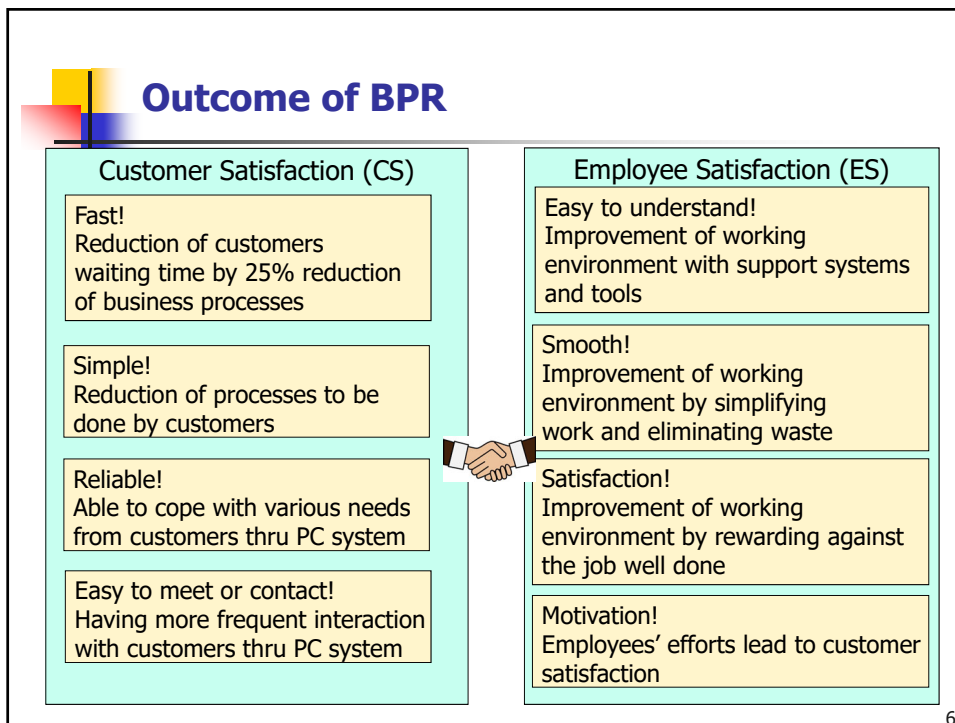 Outcome of BPR
Customer Satisfaction (CS)
Fast!
Reduction of customers
waiting time by 25% reduction
of business processes
Simple!
Reduction of processes to be
done by customers
Reliable!
Able to cope with various needs
from customers thru PC system
Easy to meet or contact!
Having more frequent interaction
with customers thru PC system
Employee Satisfaction (ES)
Easy to understand!
Improvement of working
environment with support systems
and tools
Smooth!
Improvement of working
environment by simplifying
work and eliminating waste
Satisfaction!
Improvement of working
environment by rewarding against
the job well done
Motivation!
Employees’ efforts lead to customer
satisfaction
6